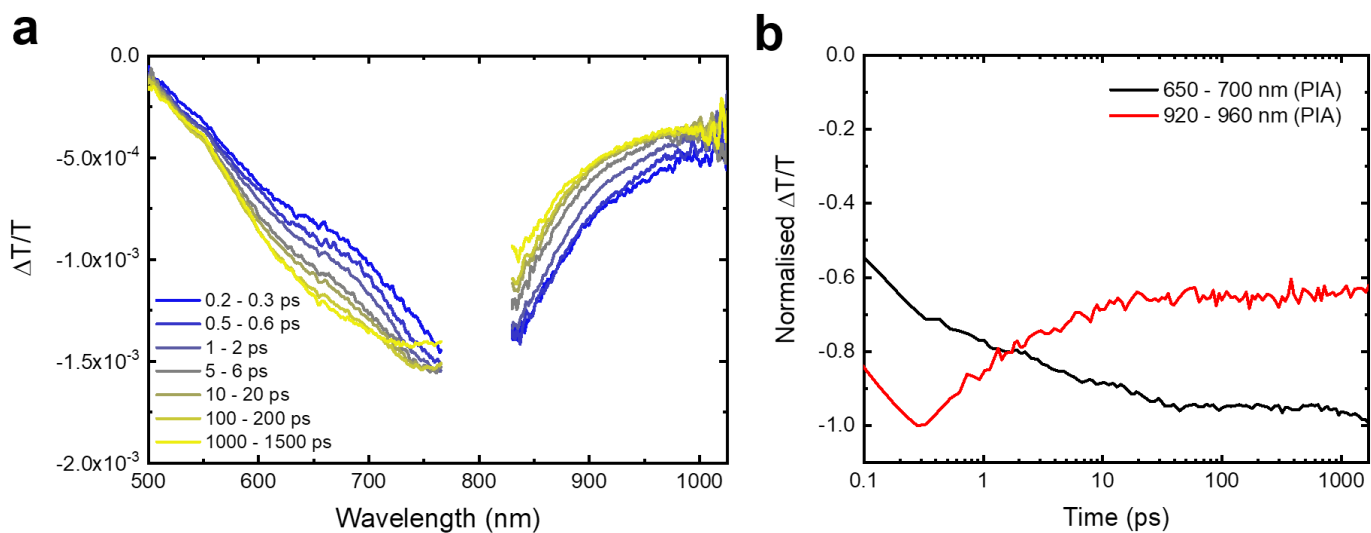 a
0.0
-5.0x10⁻⁴
-1.0x10⁻³
-1.5x10⁻³
-2.0x10⁻³
ΔT/T
0.2 - 0.3 ps
0.5 - 0.6 ps
1 - 2 ps
5 - 6 ps
10 - 20 ps
100 - 200 ps
1000 - 1500 ps
500 600 700 800 900 1000
Wavelength (nm)
b
0.0
-0.2
-0.4
-0.6
-0.8
-1.0
Normalised ΔT/T
650 - 700 nm (PIA)
920 - 960 nm (PIA)
0.1 1 10 100 1000
Time (ps)